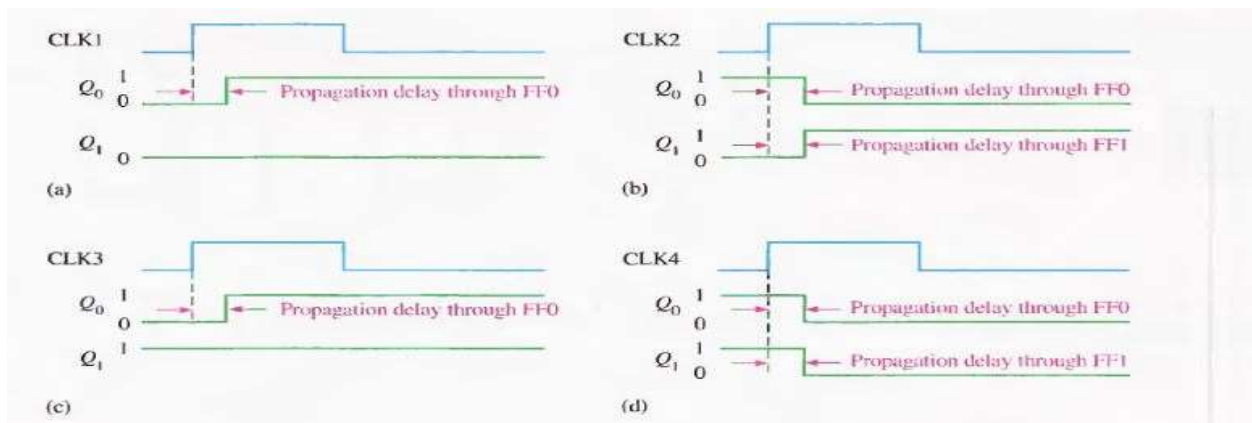 CLK1
1
Q0
0
Propagation delay through FF0
Q1
0
(a)
CLK2
1
Q0
0
Propagation delay through FF0
1
Q1
0
Propagation delay through FF1
(b)
CLK3
1
Q0
0
Propagation delay through FF0
1
Q1
(c)
CLK4
1
Q0
0
Propagation delay through FF0
1
Q1
0
Propagation delay through FF1
(d)